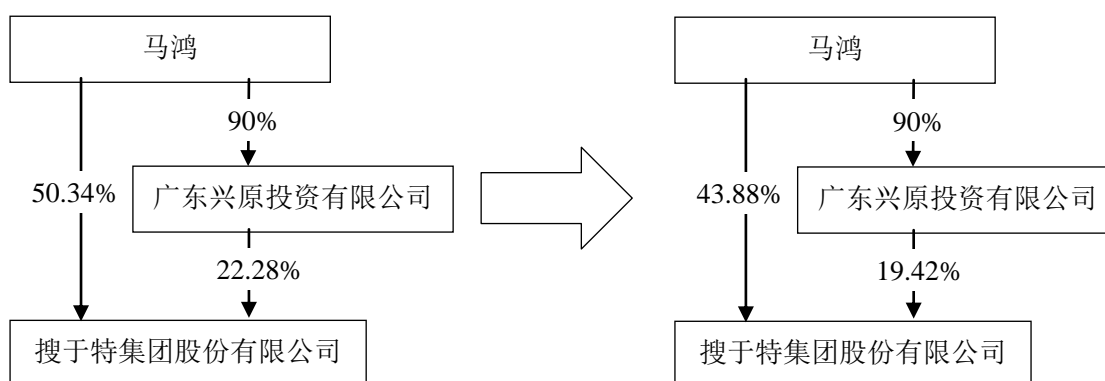 马鸿
90%
50.34%
广东兴原投资有限公司
22.28%
搜于特集团股份有限公司
马鸿
90%
43.88%
广东兴原投资有限公司
19.42%
搜于特集团股份有限公司